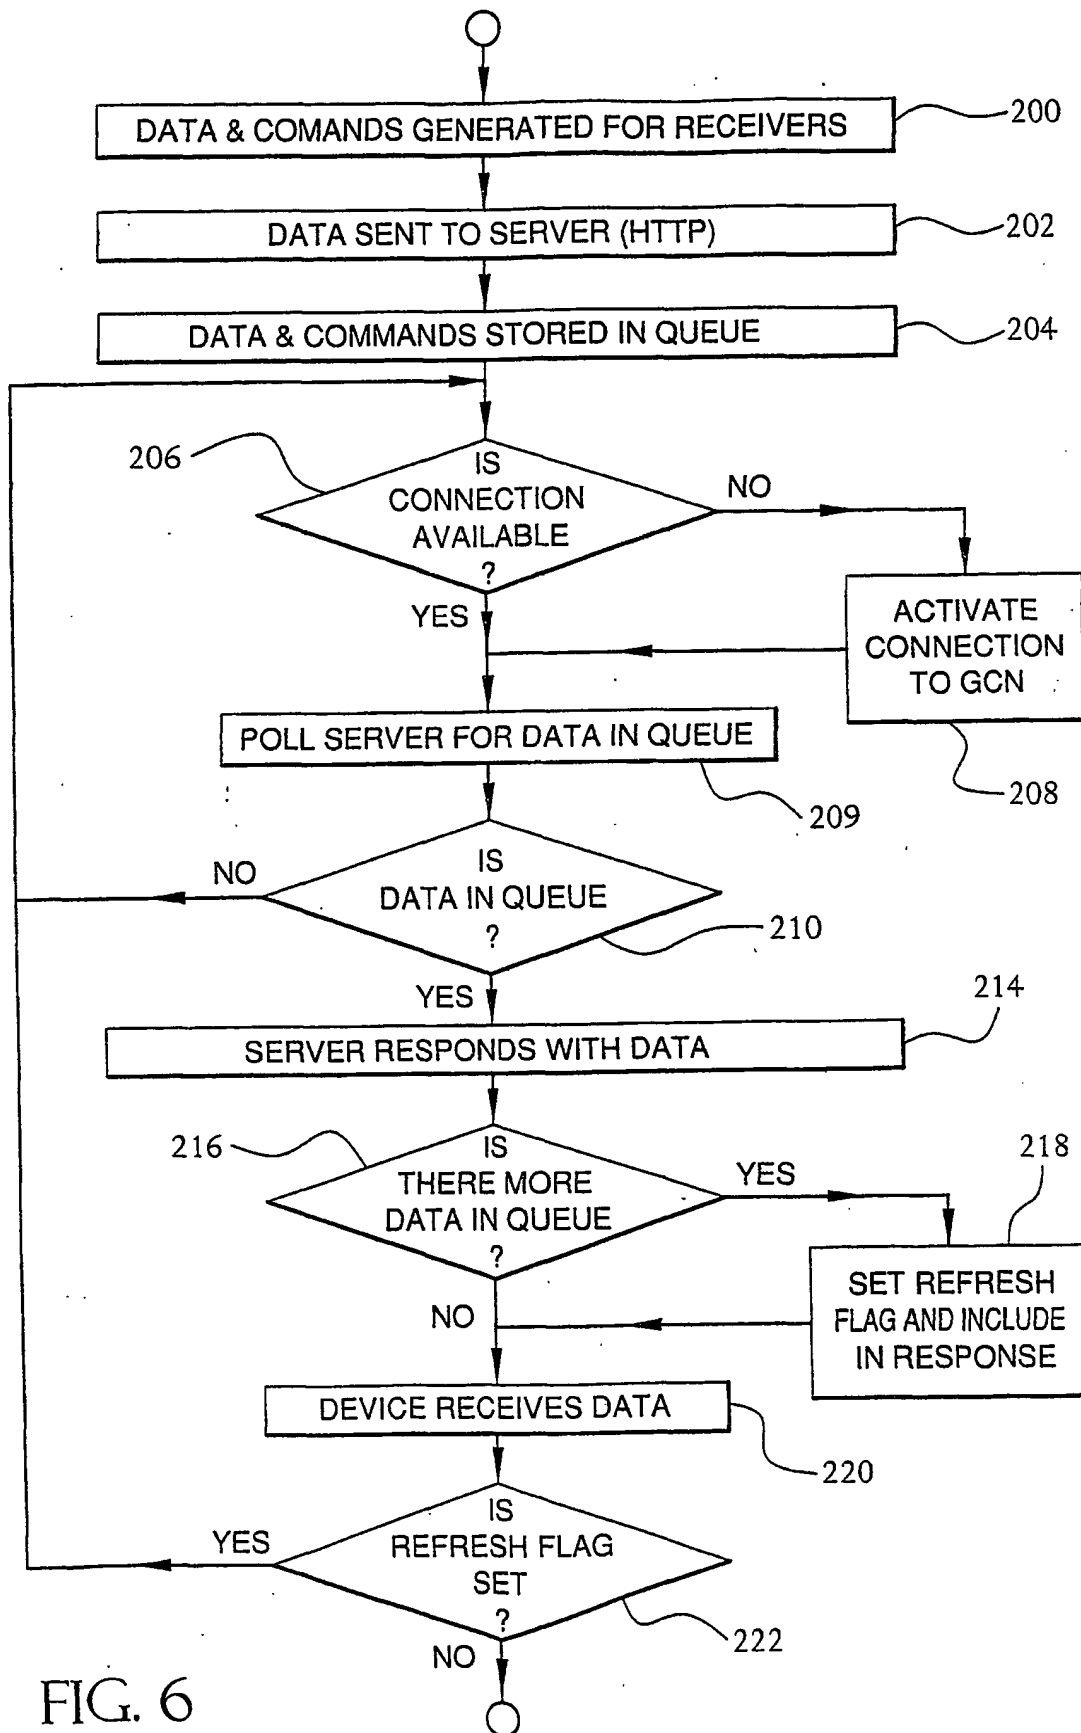 DATA & COMANDS GENERATED FOR RECEIVERS
200
DATA SENT TO SERVER (HTTP)
202
DATA & COMMANDS STORED IN QUEUE
204
206
IS
CONNECTION
AVAILABLE
?
NO
YES
ACTIVATE
CONNECTION
TO GCN
208
POLL SERVER FOR DATA IN QUEUE
209
IS
DATA IN QUEUE
?
NO
210
YES
214
SERVER RESPONDS WITH DATA
216
IS
THERE MORE
DATA IN QUEUE
?
YES
218
NO
SET REFRESH
FLAG AND INCLUDE
IN RESPONSE
DEVICE RECEIVES DATA
220
IS
REFRESH FLAG
SET
?
YES
222
NO
FIG. 6